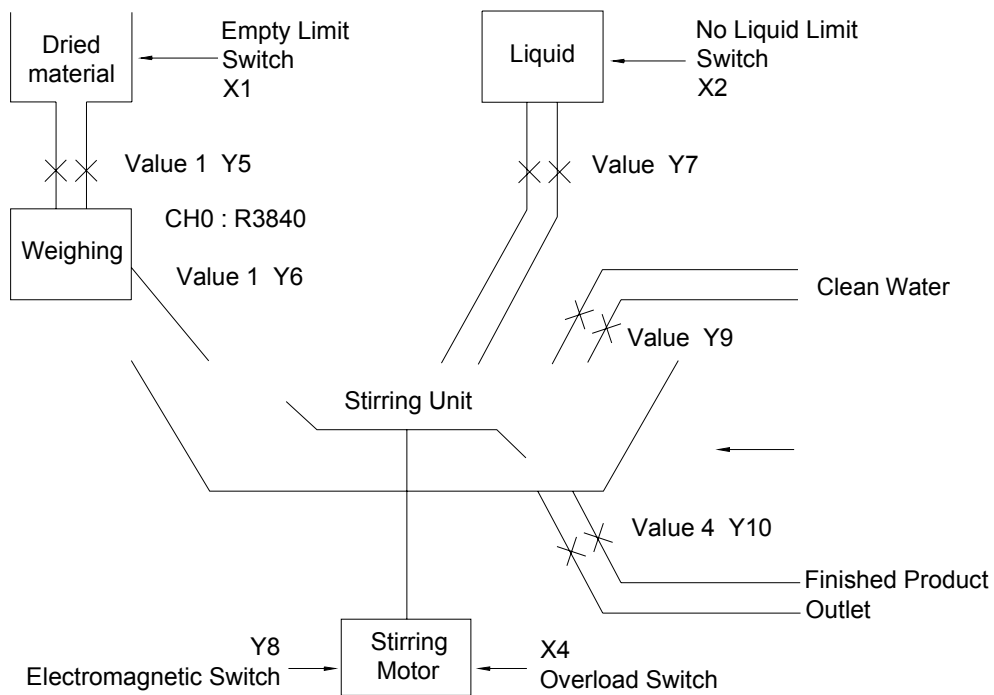 Dried
material
Empty Limit
Switch
X1
Liquid
No Liquid Limit
Switch
X2
Value 1 Y5
Value Y7
CH0 : R3840
Weighing
Value 1 Y6
Clean Water
Value Y9
Stirring Unit
Value 4 Y10
Finished Product
Outlet
Y8
Electromagnetic Switch
Stirring
Motor
X4
Overload Switch